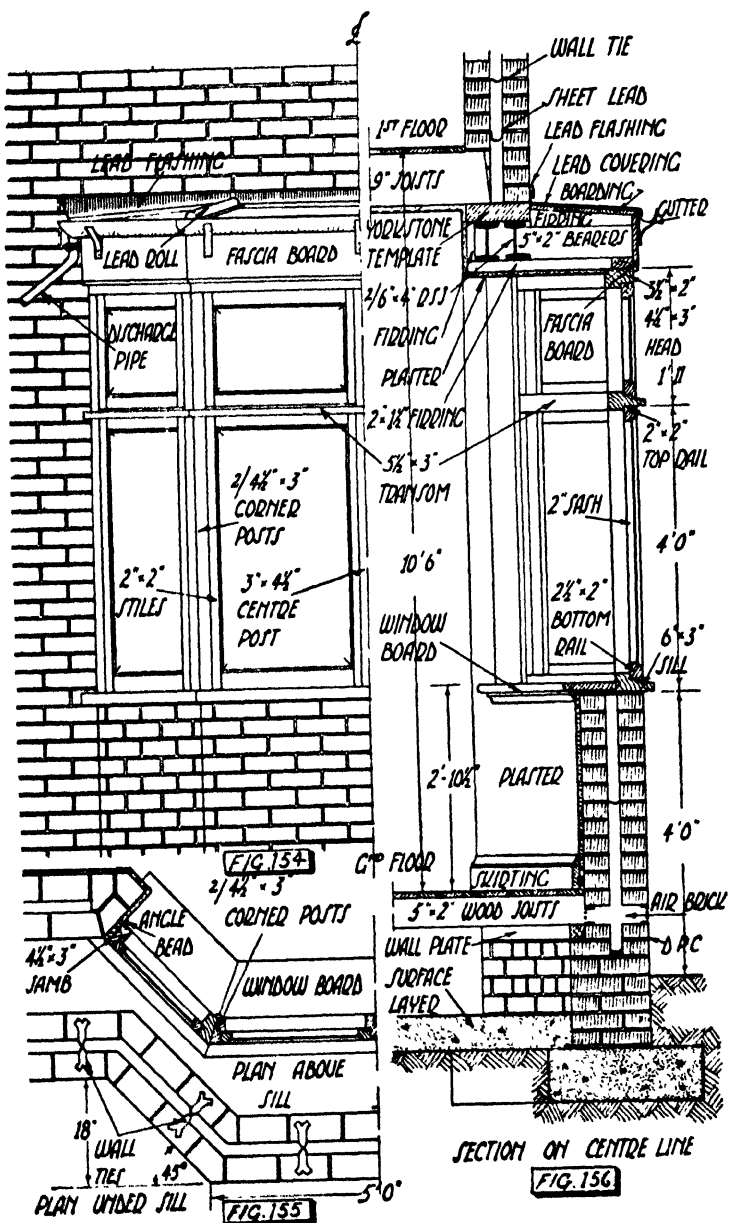 ℄
WALL TIE
SHEET LEAD
1ST FLOOR
LEAD FLASHING
LEAD FLASHING
LEAD COVERING
9" JOISTS
BOARDING
GUTTER
FIRRING
YORKSTONE
TEMPLATE
5"×2" BEARERS
LEAD ROLL
FASCIA BOARD
2/6"×4" RSJ
3½"×2"
4½"×3"
HEAD
1'11
FASCIA
BOARD
FIRRING
DISCHARGE
PIPE
PLASTER
2"×1½" FIRRING
2"×2"
TOP RAIL
5½"×3"
TRANSOM
2/4½"×3"
CORNER
POSTS
2" SASH
4'0"
10'6"
2"×2"
STILES
3"×4½"
CENTRE
POST
2½"×2"
BOTTOM
RAIL
WINDOW
BOARD
6"×3"
SILL
2'-10½"
PLASTER
4'0"
FIG. 154
GND FLOOR
SKIRTING
2/4½"×3"
CORNER POSTS
5"×2" WOOD JOISTS
AIR BRICK
ANGLE
BEAD
4½"×3"
JAMB
WALL PLATE
D P C
WINDOW BOARD
SURFACE
LAYER
PLAN ABOVE
SILL
18"
WALL
TIES
45°
SECTION ON CENTRE LINE
FIG. 156
PLAN UNDER SILL
5'0"
FIG. 155